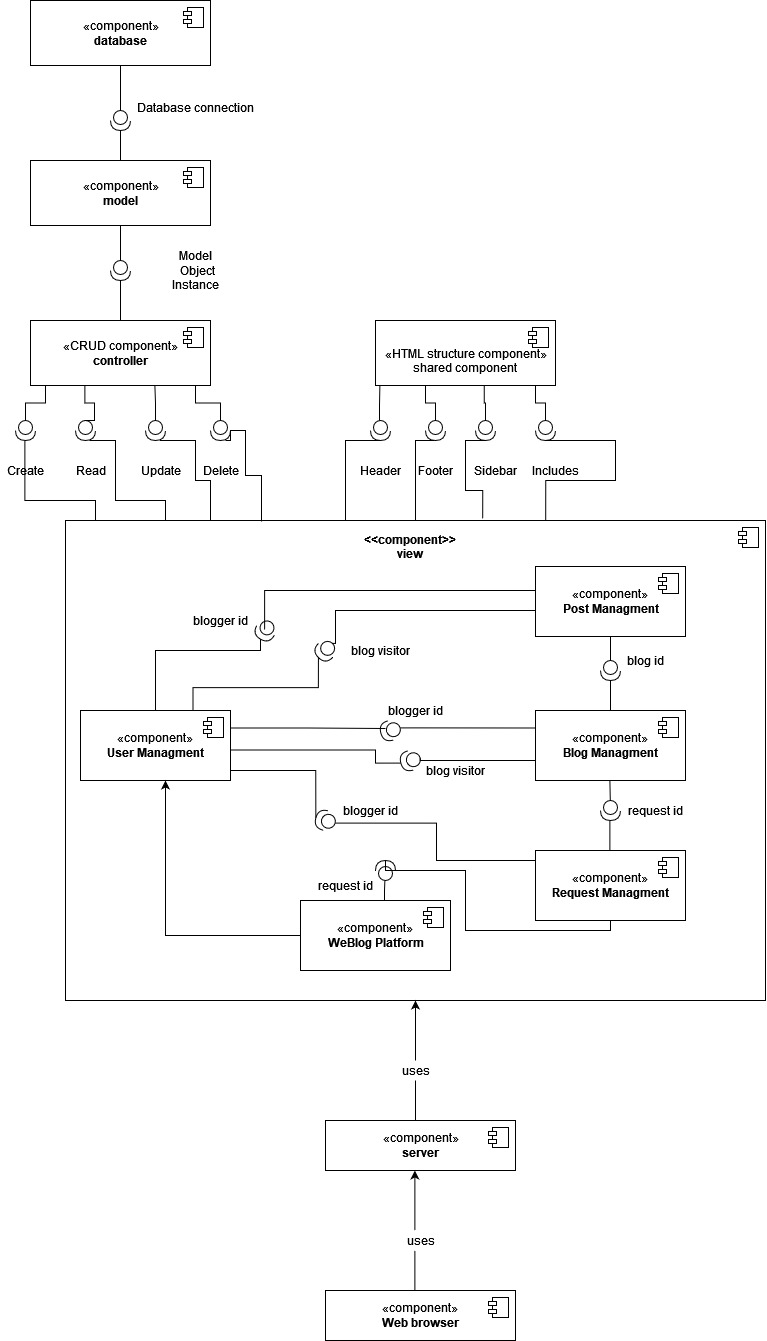 «component»
database
Database connection
«component»
model
Model
Object
Instance
«CRUD component»
controller
«HTML structure component»
shared component
Create
Read
Update
Delete
Header
Footer
Sidebar
Includes
<<component>>
view
«component»
Post Managment
blogger id
blog visitor
blog id
«component»
User Managment
blogger id
blog visitor
«component»
Blog Managment
blogger id
request id
«component»
Request Managment
request id
«component»
WeBlog Platform
uses
«component»
server
uses
«component»
Web browser